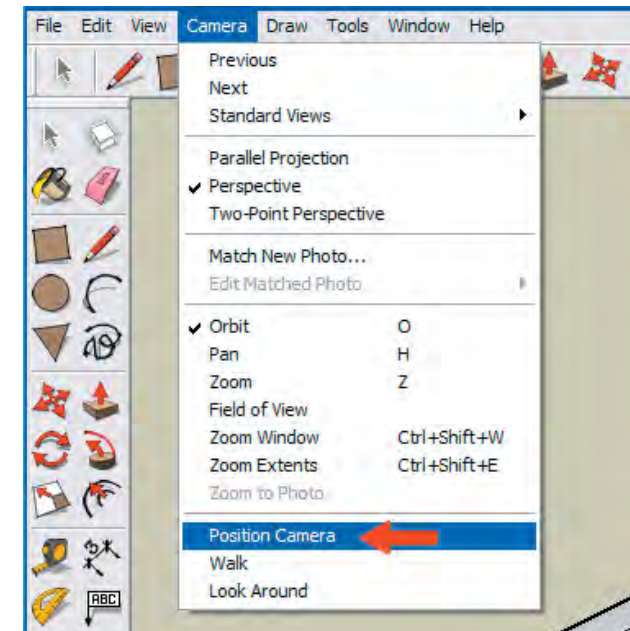 File Edit View Camera Draw Tools Window Help
Previous
Next
Standard Views
Parallel Projection
Perspective
Two-Point Perspective
Match New Photo...
Edit Matched Photo
Orbit O
Pan H
Zoom Z
Field of View
Zoom Window Ctrl+Shift+W
Zoom Extents Ctrl+Shift+E
Zoom to Photo
Position Camera
Walk
Look Around
ABC